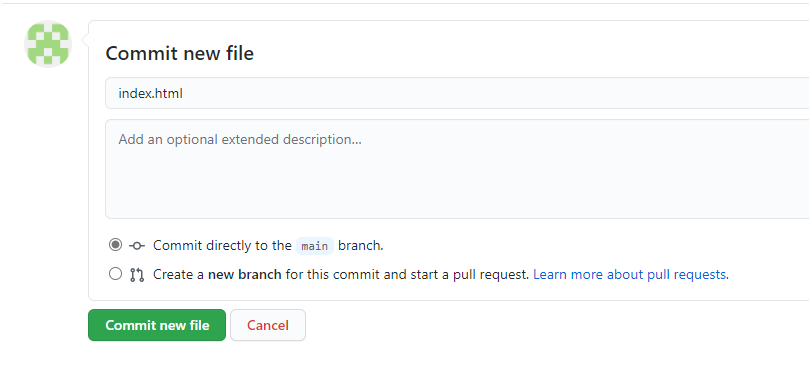 Commit new file
index.html
Add an optional extended description...
Commit directly to the main branch.
Create a new branch for this commit and start a pull request. Learn more about pull requests.
Commit new file
Cancel